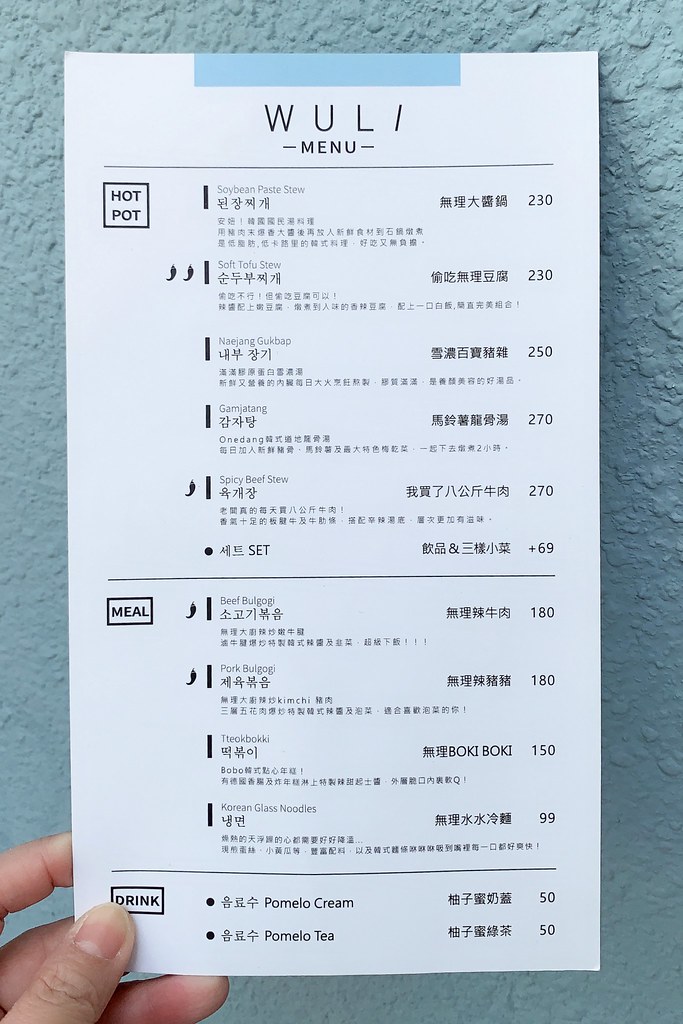 WULI
—MENU—
HOT
POT
Soybean Paste Stew
된장찌개 無理大醬鍋 230
安妞！韓國國民湯料理
用豬肉末爆香大醬後再放入新鮮食材到石鍋燉煮
是低脂肪,低卡路里的韓式料理，好吃又無負擔。
Soft Tofu Stew
순두부찌개 偷吃無理豆腐 230
偷吃不行！但偷吃豆腐可以！
辣醬配上嫩豆腐，燉煮到入味的香辣豆腐，配上一口白飯,簡直完美組合！
Naejang Gukbap
내부 장기 雪濃百寶豬雜 250
滿滿膠原蛋白雪濃湯
新鮮又營養的內臟每日大火烹飪熬製，膠質滿滿，是養顏美容的好湯品。
Gamjatang
감자탕 馬鈴薯龍骨湯 270
Onedang韓式道地龍骨湯
每日加入新鮮豬骨、馬鈴薯及最大特色梅乾菜，一起下去燉煮2小時。
Spicy Beef Stew
육개장 我買了八公斤牛肉 270
老闆真的每天買八公斤牛肉！
香氣十足的板腱牛及牛肋條，搭配辛辣湯底，層次更加有滋味。
● 세트 SET 飲品＆三樣小菜 +69
MEAL
Beef Bulgogi
소고기볶음 無理辣牛肉 180
無理大廚辣炒嫩牛腱
滷牛腱爆炒特製韓式辣醬及韭菜，超級下飯！！！
Pork Bulgogi
제육볶음 無理辣豬豬 180
無理大廚辣炒kimchi 豬肉
三層五花肉爆炒特製韓式辣醬及泡菜，適合喜歡泡菜的你！
Tteokbokki
떡볶이 無理BOKI BOKI 150
Bobo韓式點心年糕！
有德國香腸及炸年糕淋上特製辣甜起士醬，外層脆口內裏軟Q！
Korean Glass Noodles
냉면 無理水水冷麵 99
燥熱的天浮躁的心都需要好好降溫...
現煎蛋絲、小黃瓜等，豐富配料，以及韓式麵條咻咻咻吸到嘴裡每一口都好爽快！
DRINK
● 음료수 Pomelo Cream 柚子蜜奶蓋 50
● 음료수 Pomelo Tea 柚子蜜綠茶 50